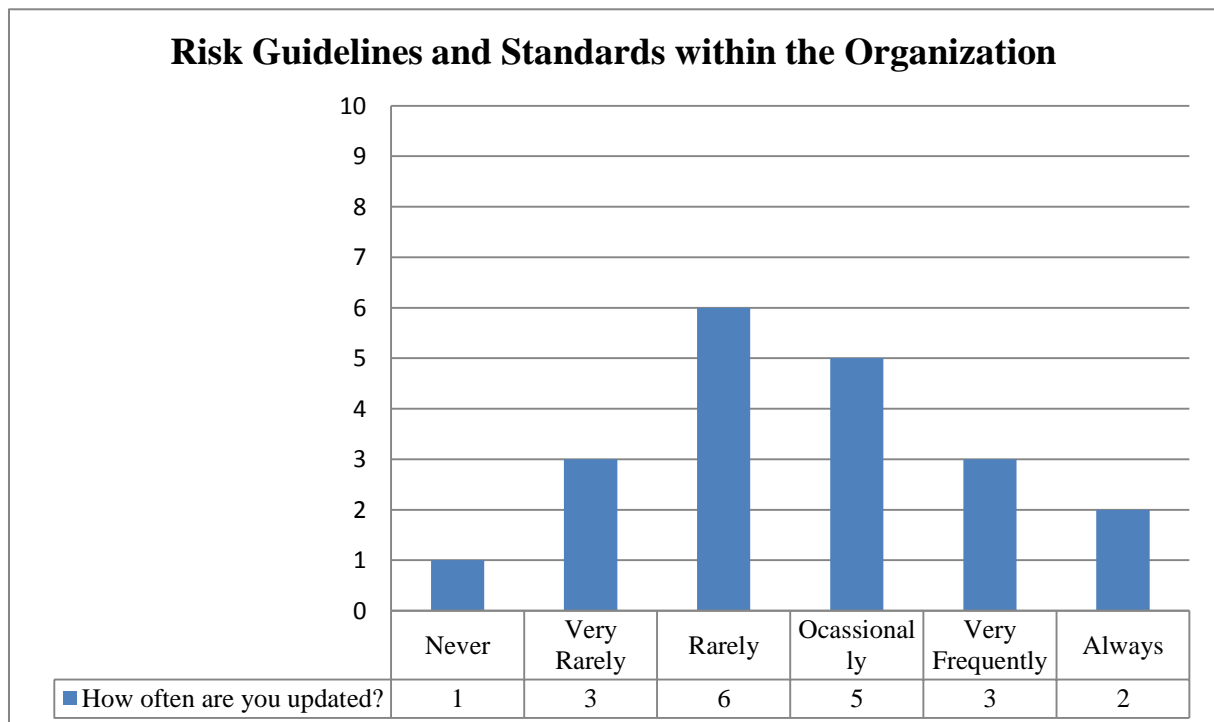 Risk Guidelines and Standards within the Organization
10
9
8
7
6
5
4
3
2
1
0
Never
Very
Rarely
Rarely
Ocassional
ly
Very
Frequently
Always
How often are you updated? 1 3 6 5 3 2